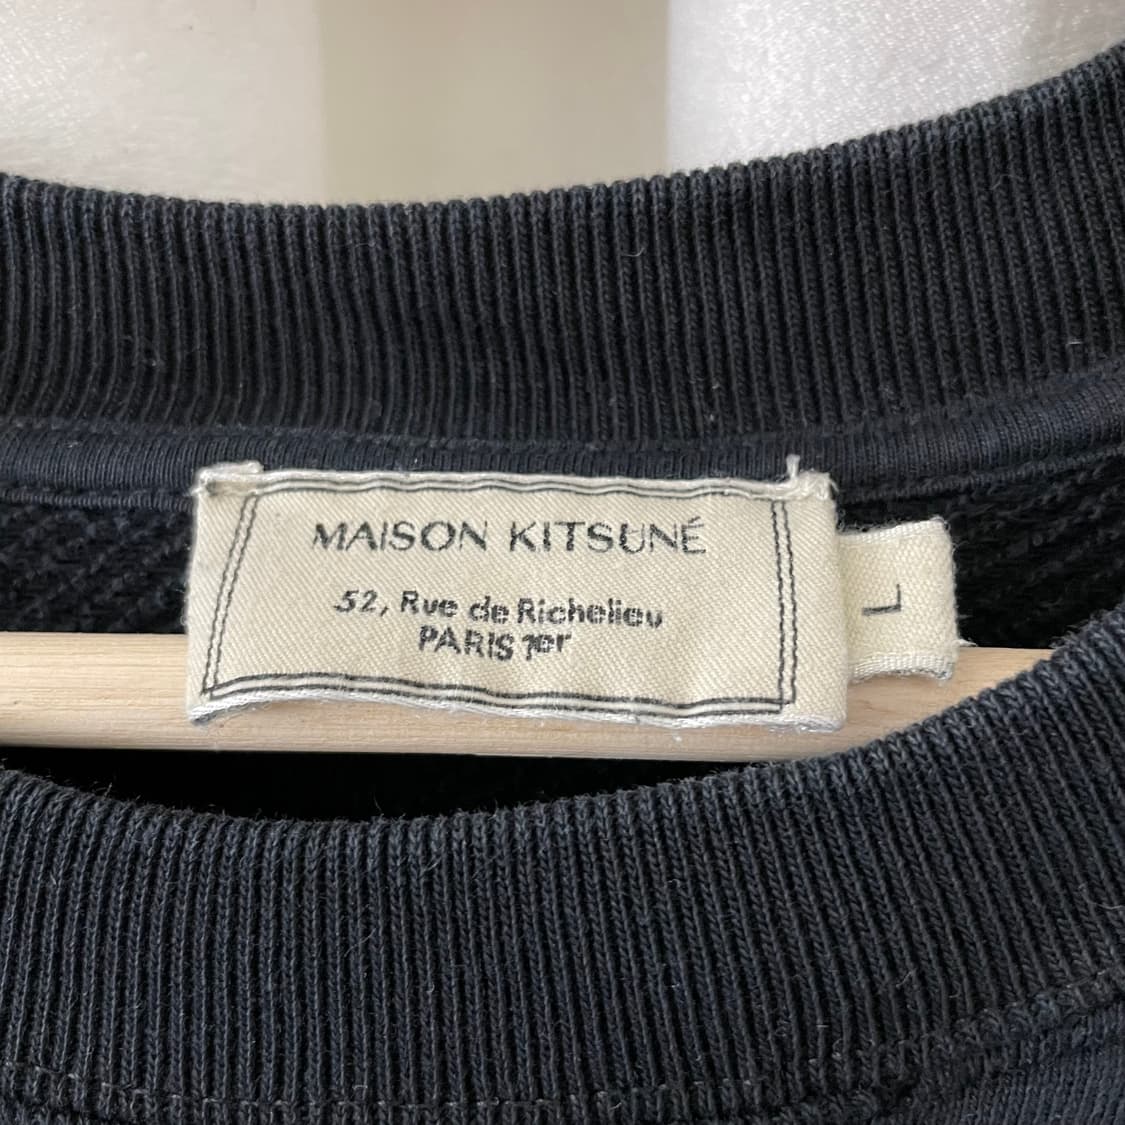 MAISON KITSUNÉ
52, Rue de Richelieu
PARIS 1er
L